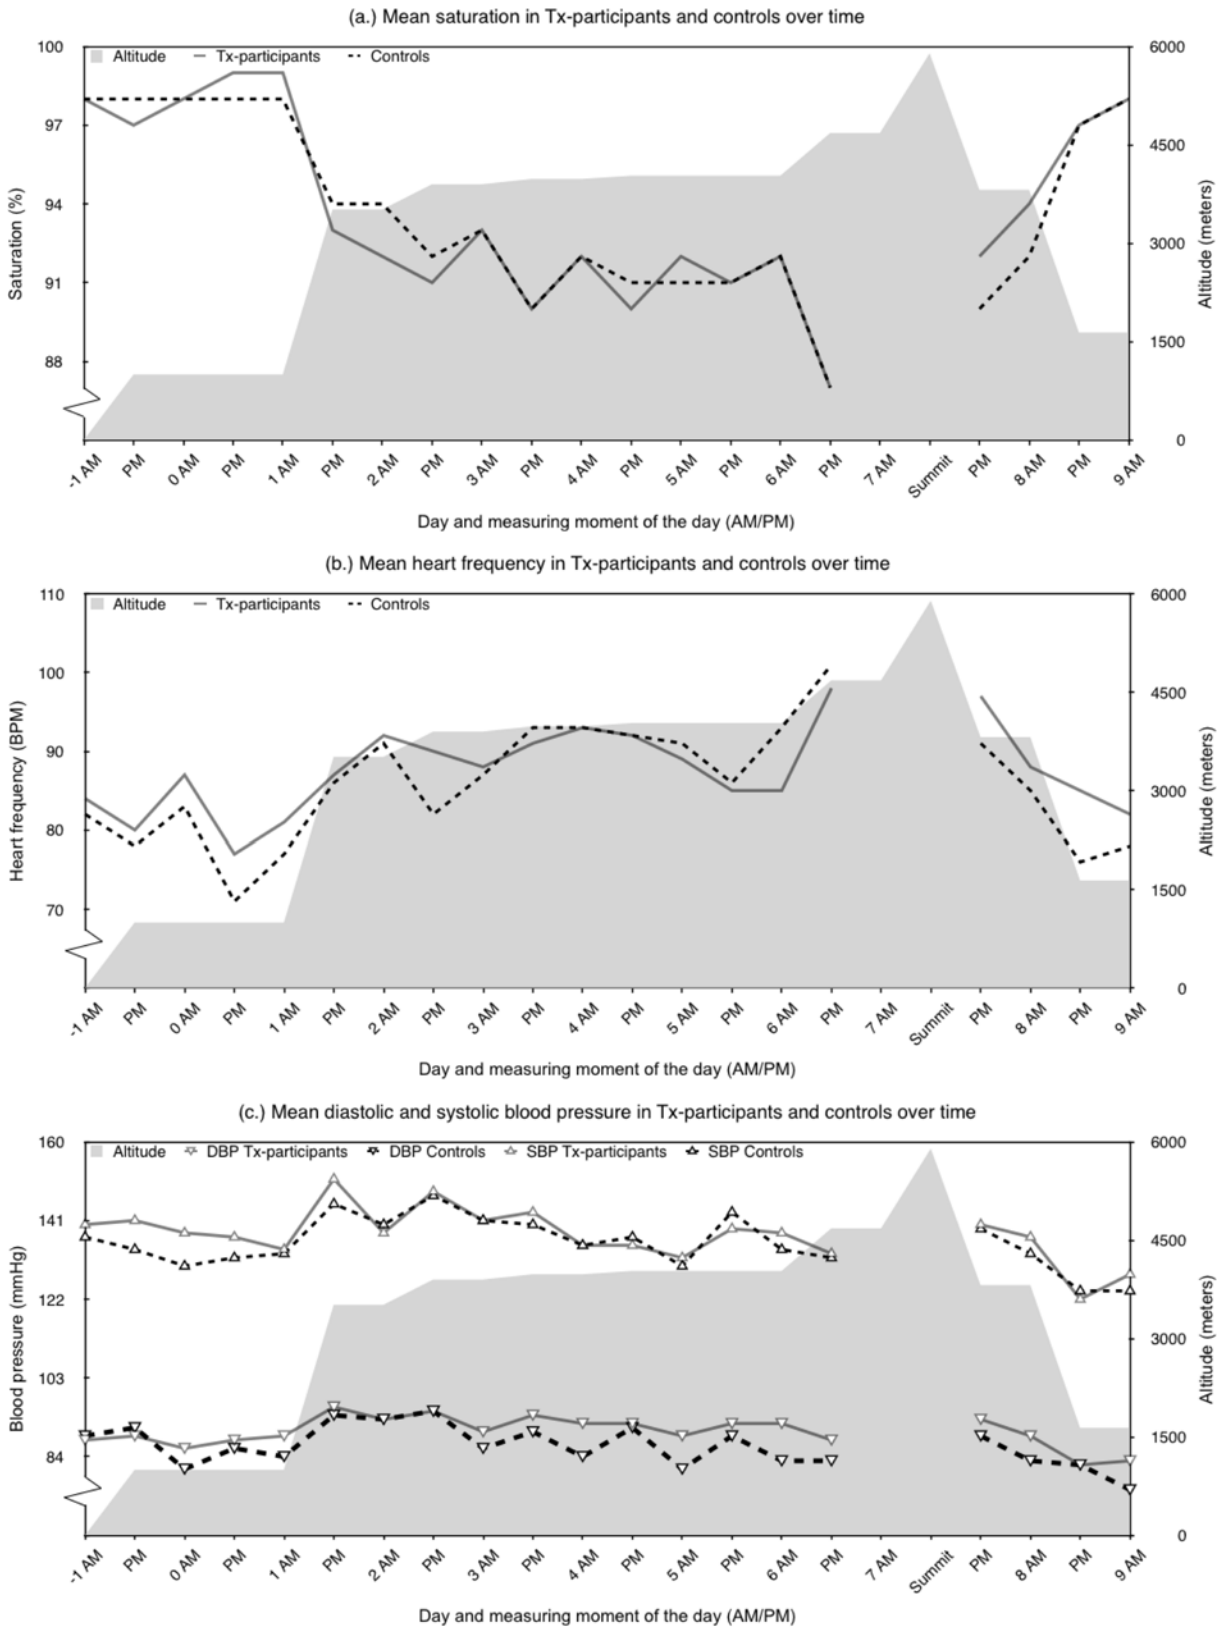 (a.) Mean saturation in Tx-participants and controls over time
100
97
94
91
88
Saturation (%)
Altitude Tx-participants Controls
6000
4500
3000
1500
0
Altitude (meters)
-1 AM PM 0 AM PM 1 AM PM 2 AM PM 3 AM PM 4 AM PM 5 AM PM 6 AM PM 7 AM Summit PM 8 AM PM 9 AM
Day and measuring moment of the day (AM/PM)
(b.) Mean heart frequency in Tx-participants and controls over time
110
100
90
80
70
Heart frequency (BPM)
Altitude Tx-participants Controls
6000
4500
3000
1500
0
Altitude (meters)
-1 AM PM 0 AM PM 1 AM PM 2 AM PM 3 AM PM 4 AM PM 5 AM PM 6 AM PM 7 AM Summit PM 8 AM PM 9 AM
Day and measuring moment of the day (AM/PM)
(c.) Mean diastolic and systolic blood pressure in Tx-participants and controls over time
160
141
122
103
84
Blood pressure (mmHg)
Altitude DBP Tx-participants DBP Controls SBP Tx-participants SBP Controls
6000
4500
3000
1500
0
Altitude (meters)
-1 AM PM 0 AM PM 1 AM PM 2 AM PM 3 AM PM 4 AM PM 5 AM PM 6 AM PM 7 AM Summit PM 8 AM PM 9 AM
Day and measuring moment of the day (AM/PM)